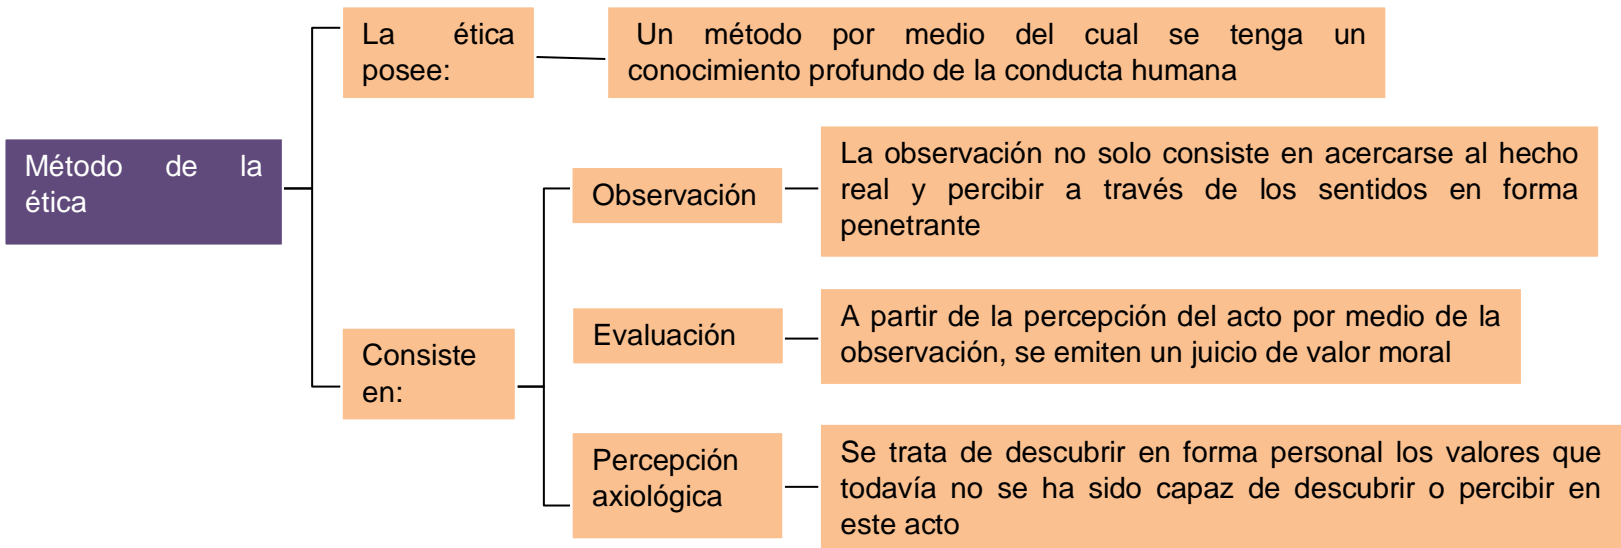 Método de la
ética
La ética
posee:
Un método por medio del cual se tenga un
conocimiento profundo de la conducta humana
Consiste
en:
Observación
La observación no solo consiste en acercarse al hecho
real y percibir a través de los sentidos en forma
penetrante
Evaluación
A partir de la percepción del acto por medio de la
observación, se emiten un juicio de valor moral
Percepción
axiológica
Se trata de descubrir en forma personal los valores que
todavía no se ha sido capaz de descubrir o percibir en
este acto